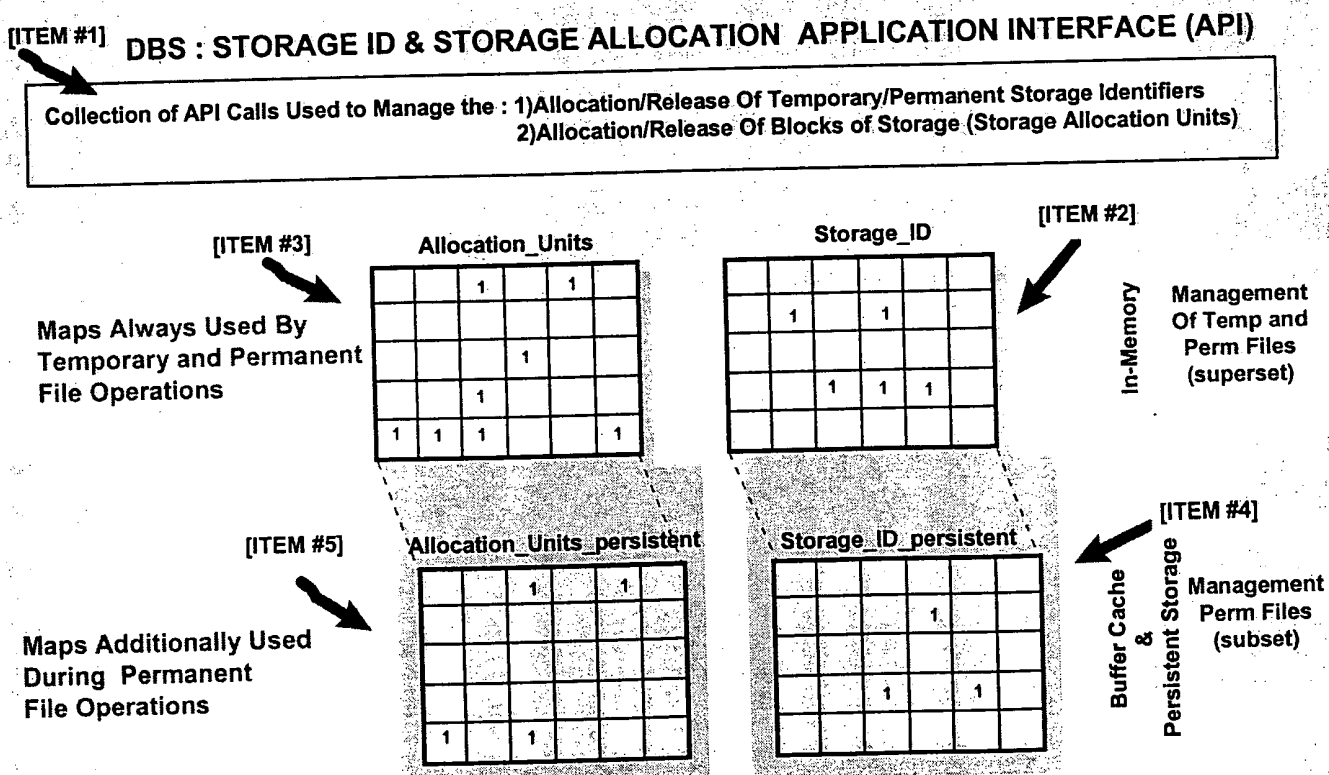 [ITEM #1] DBS : STORAGE ID & STORAGE ALLOCATION APPLICATION INTERFACE (API)
Collection of API Calls Used to Manage the : 1)Allocation/Release Of Temporary/Permanent Storage Identifiers
2)Allocation/Release Of Blocks of Storage (Storage Allocation Units)
[ITEM #3]
Allocation_Units
Storage_ID
[ITEM #2]
Maps Always Used By
Temporary and Permanent
File Operations
1 1
1
1
1 1 1 1
1 1
1 1 1
In-Memory
Management
Of Temp and
Perm Files
(superset)
[ITEM #5]
Allocation_Units_persistent
Storage_ID_persistent
[ITEM #4]
Maps Additionally Used
During Permanent
File Operations
1 1
1 1
1
1 1
Buffer Cache
&
Persistent Storage
Management
Perm Files
(subset)